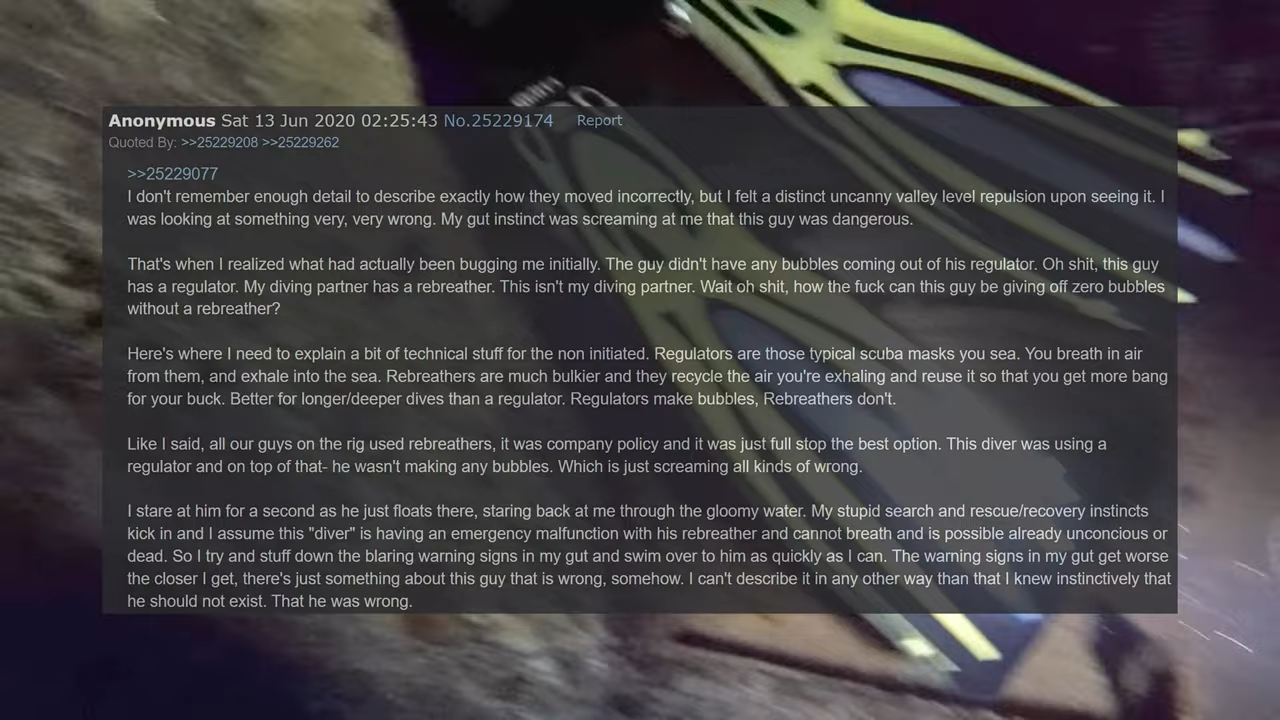 Anonymous Sat 13 Jun 2020 02:25:43 No.25229174 Report
Quoted By: >>25229208 >>25229262
>>25229077
I don't remember enough detail to describe exactly how they moved incorrectly, but I felt a distinct uncanny valley level repulsion upon seeing it. I
was looking at something very, very wrong. My gut instinct was screaming at me that this guy was dangerous.
That's when I realized what had actually been bugging me initially. The guy didn't have any bubbles coming out of his regulator. Oh shit, this guy
has a regulator. My diving partner has a rebreather. This isn't my diving partner. Wait oh shit, how the fuck can this guy be giving off zero bubbles
without a rebreather?
Here's where I need to explain a bit of technical stuff for the non initiated. Regulators are those typical scuba masks you sea. You breath in air
from them, and exhale into the sea. Rebreathers are much bulkier and they recycle the air you're exhaling and reuse it so that you get more bang
for your buck. Better for longer/deeper dives than a regulator. Regulators make bubbles, Rebreathers don't.
Like I said, all our guys on the rig used rebreathers, it was company policy and it was just full stop the best option. This diver was using a
regulator and on top of that- he wasn't making any bubbles. Which is just screaming all kinds of wrong.
I stare at him for a second as he just floats there, staring back at me through the gloomy water. My stupid search and rescue/recovery instincts
kick in and I assume this "diver" is having an emergency malfunction with his rebreather and cannot breath and is possible already unconcious or
dead. So I try and stuff down the blaring warning signs in my gut and swim over to him as quickly as I can. The warning signs in my gut get worse
the closer I get, there's just something about this guy that is wrong, somehow. I can't describe it in any other way than that I knew instinctively that
he should not exist. That he was wrong.